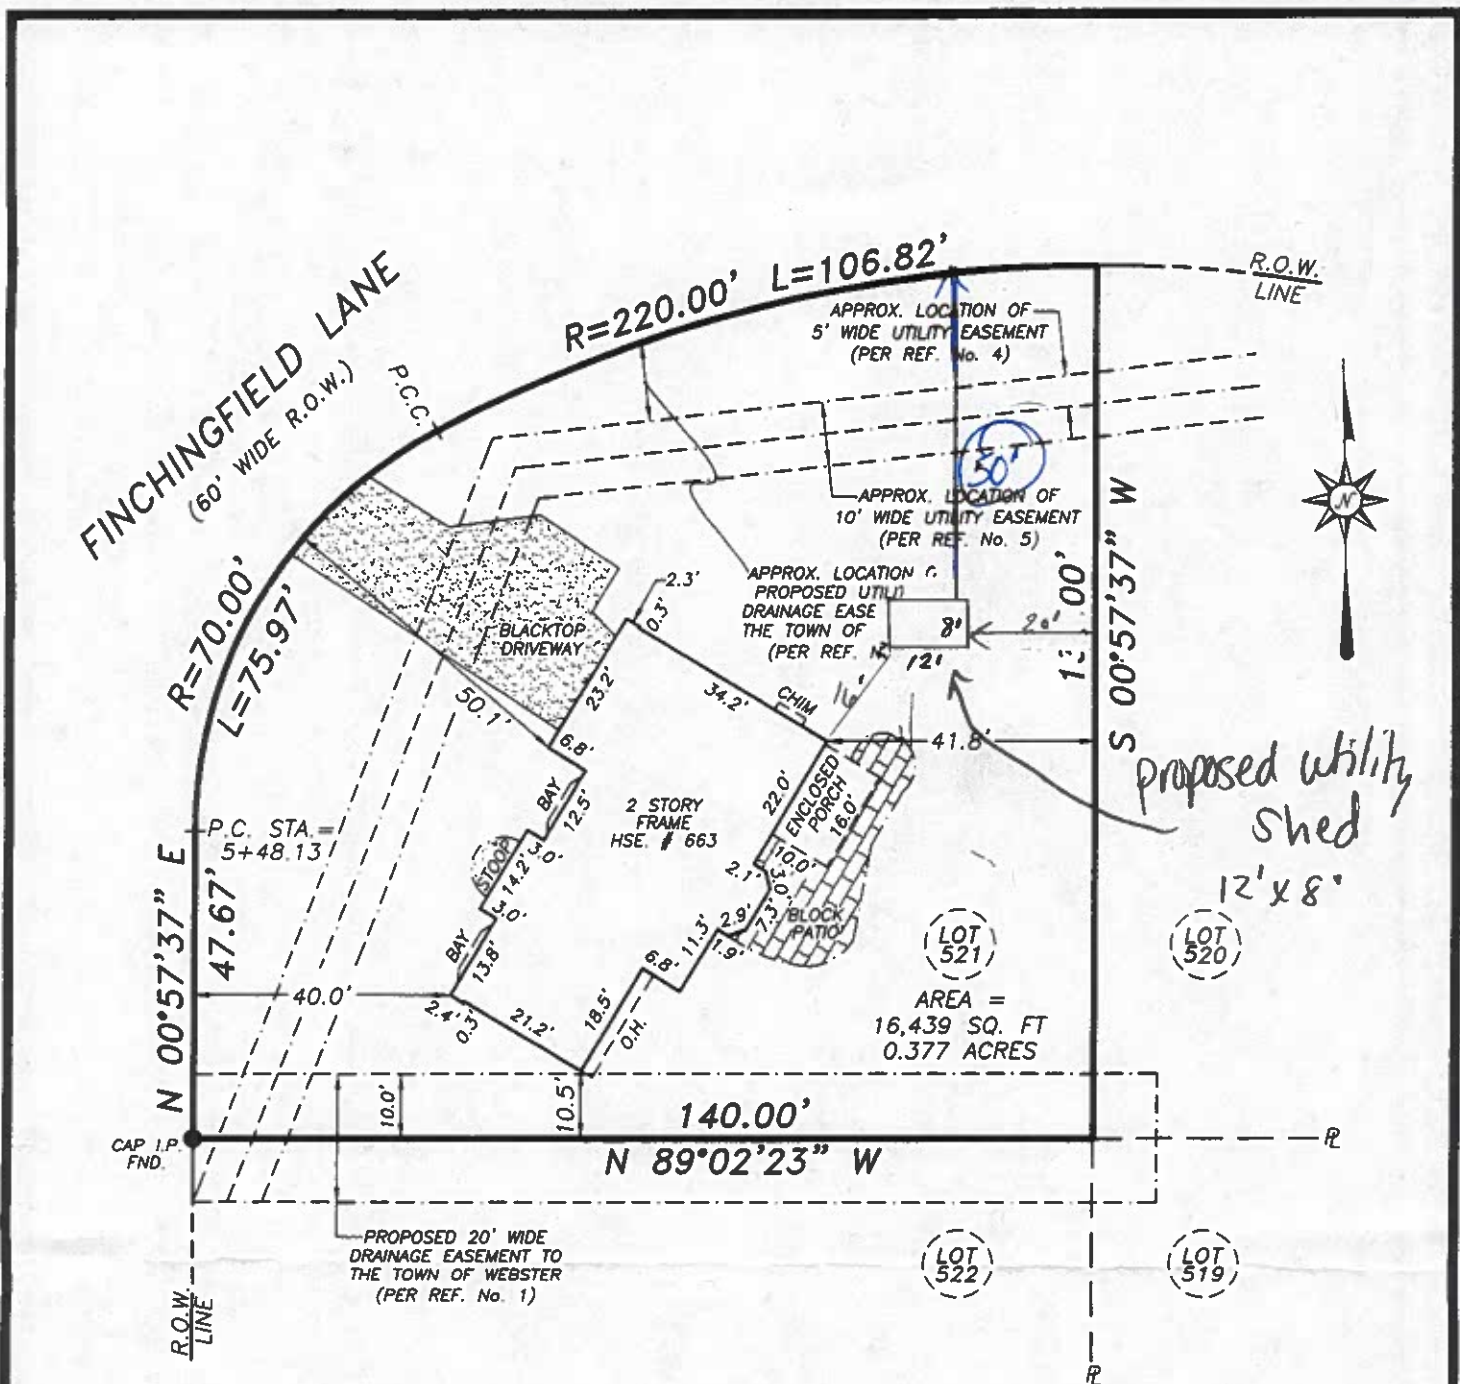 R.O.W.
LINE
R=220.00' L=106.82'
APPROX. LOCATION OF
5' WIDE UTILITY EASEMENT
(PER REF. No. 4)
FINCHINGFIELD LANE
(60' WIDE R.O.W.)
P.C.C.
50'
APPROX. LOCATION OF
10' WIDE UTILITY EASEMENT
(PER REF. No. 5)
N
S 00°57'37" W
00'
APPROX. LOCATION
PROPOSED
DRAINAGE EASE
THE TOWN OF
(PER REF.
8'
12'
20'
16'
R=70.00'
L=75.97'
BLACKTOP
DRIVEWAY
2.3'
0.3'
23.2'
34.2'
CHIM
50.1'
6.8'
41.8'
proposed utility
shed
12' x 8'
BAY
12.5'
2 STORY
FRAME
HSE. # 663
22.0'
ENCLOSED
PORCH
16.0'
10.0'
P.C. STA.=
5+48.13
STOOP
14.2'
3.0'
3.0'
2.1'
3.0'
7.3'
2.9'
1.9'
BLOCK
PATIO
N 00°57'37" E
47.67'
BAY
13.8'
11.3'
6.8'
LOT
521
LOT
520
40.0'
2.4'
0.3'
21.2'
18.5'
O.H.
AREA =
16,439 SQ. FT
0.377 ACRES
10.0'
10.5'
140.00'
N 89°02'23" W
CAP I.P.
FND.
PL
PROPOSED 20' WIDE
DRAINAGE EASEMENT TO
THE TOWN OF WEBSTER
(PER REF. No. 1)
LOT
522
LOT
519
R.O.W.
LINE
PL